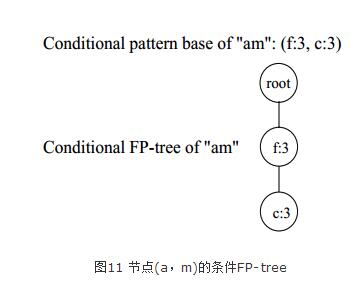 Conditional pattern base of "am": (f:3, c:3)
root
Conditional FP-tree of "am"
f:3
c:3
图11 节点(a，m)的条件FP-tree